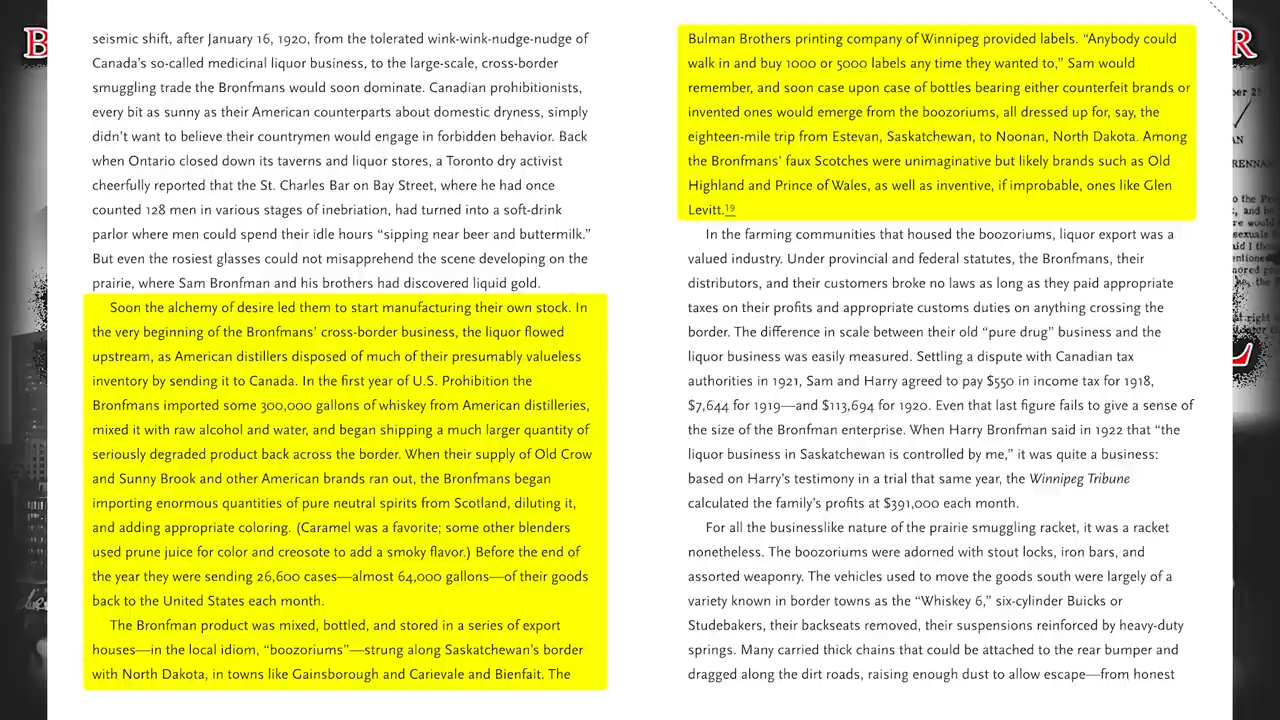 seismic shift, after January 16, 1920, from the tolerated wink-wink-nudge-nudge of
Canada’s so-called medicinal liquor business, to the large-scale, cross-border
smuggling trade the Bronfmans would soon dominate. Canadian prohibitionists,
every bit as sunny as their American counterparts about domestic dryness, simply
didn’t want to believe their countrymen would engage in forbidden behavior. Back
when Ontario closed down its taverns and liquor stores, a Toronto dry activist
cheerfully reported that the St. Charles Bar on Bay Street, where he had once
counted 128 men in various stages of inebriation, had turned into a soft-drink
parlor where men could spend their idle hours “sipping near beer and buttermilk.”
But even the rosiest glasses could not misapprehend the scene developing on the
prairie, where Sam Bronfman and his brothers had discovered liquid gold.
Soon the alchemy of desire led them to start manufacturing their own stock. In
the very beginning of the Bronfmans’ cross-border business, the liquor flowed
upstream, as American distillers disposed of much of their presumably valueless
inventory by sending it to Canada. In the first year of U.S. Prohibition the
Bronfmans imported some 300,000 gallons of whiskey from American distilleries,
mixed it with raw alcohol and water, and began shipping a much larger quantity of
seriously degraded product back across the border. When their supply of Old Crow
and Sunny Brook and other American brands ran out, the Bronfmans began
importing enormous quantities of pure neutral spirits from Scotland, diluting it,
and adding appropriate coloring. (Caramel was a favorite; some other blenders
used prune juice for color and creosote to add a smoky flavor.) Before the end of
the year they were sending 26,600 cases—almost 64,000 gallons—of their goods
back to the United States each month.
The Bronfman product was mixed, bottled, and stored in a series of export
houses—in the local idiom, “boozoriums”—strung along Saskatchewan’s border
with North Dakota, in towns like Gainsborough and Carievale and Bienfait. The
Bulman Brothers printing company of Winnipeg provided labels. “Anybody could
walk in and buy 1000 or 5000 labels any time they wanted to,” Sam would
remember, and soon case upon case of bottles bearing either counterfeit brands or
invented ones would emerge from the boozoriums, all dressed up for, say, the
eighteen-mile trip from Estevan, Saskatchewan, to Noonan, North Dakota. Among
the Bronfmans’ faux Scotches were unimaginative but likely brands such as Old
Highland and Prince of Wales, as well as inventive, if improbable, ones like Glen
Levitt.19
In the farming communities that housed the boozoriums, liquor export was a
valued industry. Under provincial and federal statutes, the Bronfmans, their
distributors, and their customers broke no laws as long as they paid appropriate
taxes on their profits and appropriate customs duties on anything crossing the
border. The difference in scale between their old “pure drug” business and the
liquor business was easily measured. Settling a dispute with Canadian tax
authorities in 1921, Sam and Harry agreed to pay $550 in income tax for 1918,
$7,644 for 1919—and $113,694 for 1920. Even that last figure fails to give a sense of
the size of the Bronfman enterprise. When Harry Bronfman said in 1922 that “the
liquor business in Saskatchewan is controlled by me,” it was quite a business:
based on Harry’s testimony in a trial that same year, the Winnipeg Tribune
calculated the family’s profits at $391,000 each month.
For all the businesslike nature of the prairie smuggling racket, it was a racket
nonetheless. The boozoriums were adorned with stout locks, iron bars, and
assorted weaponry. The vehicles used to move the goods south were largely of a
variety known in border towns as the “Whiskey 6,” six-cylinder Buicks or
Studebakers, their backseats removed, their suspensions reinforced by heavy-duty
springs. Many carried thick chains that could be attached to the rear bumper and
dragged along the dirt roads, raising enough dust to allow escape—from honest